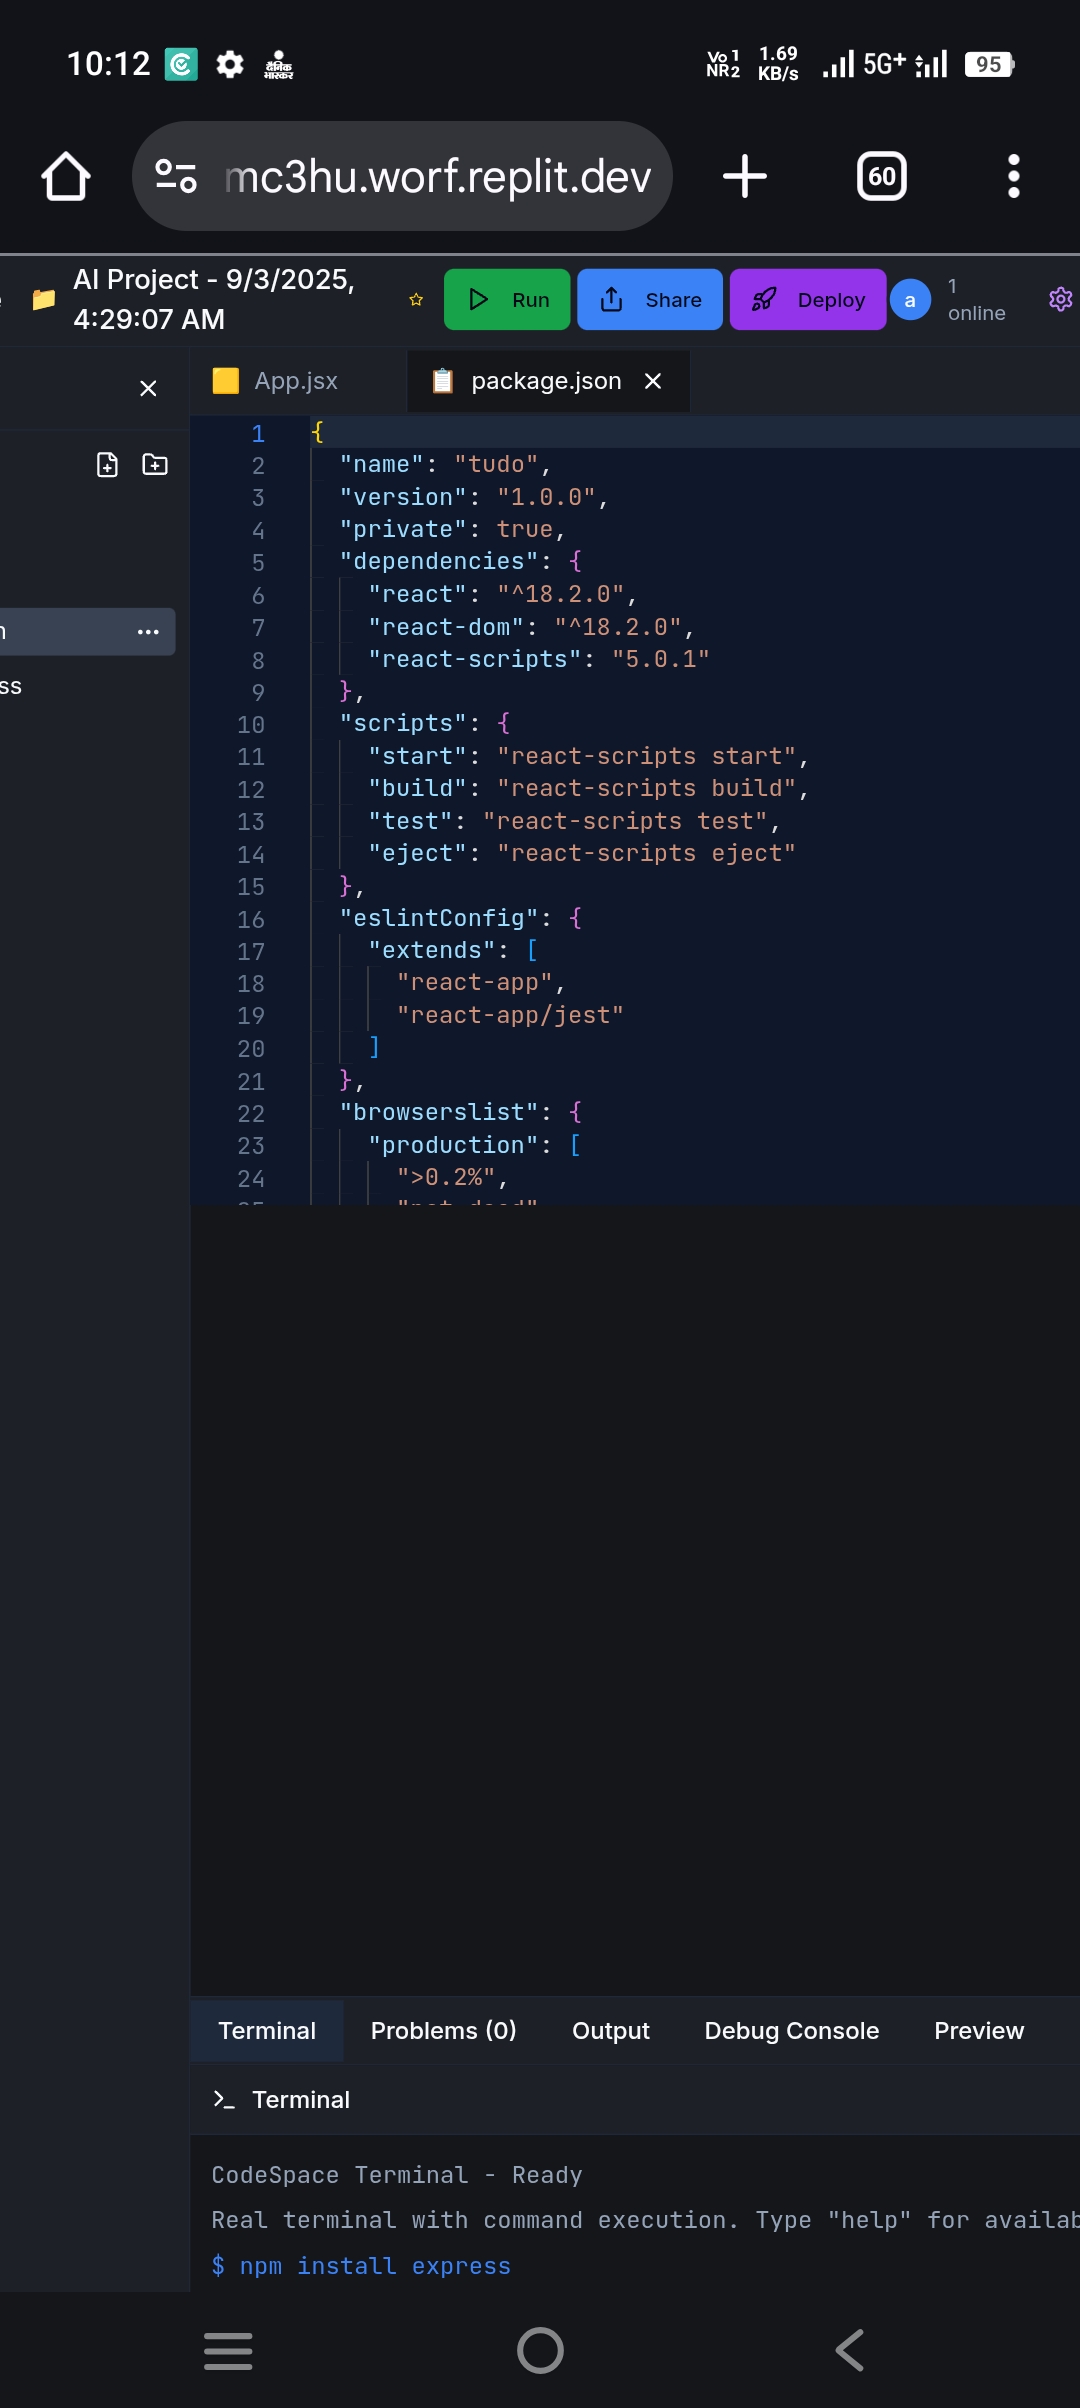 10:12
दैनिक
भास्कर
Vo 1
NR2
1.69
KB/s
5G+
95
mc3hu.worf.replit.dev
60
AI Project - 9/3/2025,
4:29:07 AM
Run
Share
Deploy
a
1
online
App.jsx
package.json
ss
1 {
2 "name": "tudo",
3 "version": "1.0.0",
4 "private": true,
5 "dependencies": {
6 "react": "^18.2.0",
7 "react-dom": "^18.2.0",
8 "react-scripts": "5.0.1"
9 },
10 "scripts": {
11 "start": "react-scripts start",
12 "build": "react-scripts build",
13 "test": "react-scripts test",
14 "eject": "react-scripts eject"
15 },
16 "eslintConfig": {
17 "extends": [
18 "react-app",
19 "react-app/jest"
20 ]
21 },
22 "browserslist": {
23 "production": [
24 ">0.2%",
Terminal
Problems (0)
Output
Debug Console
Preview
Terminal
CodeSpace Terminal - Ready
Real terminal with command execution. Type "help" for availab
$ npm install express